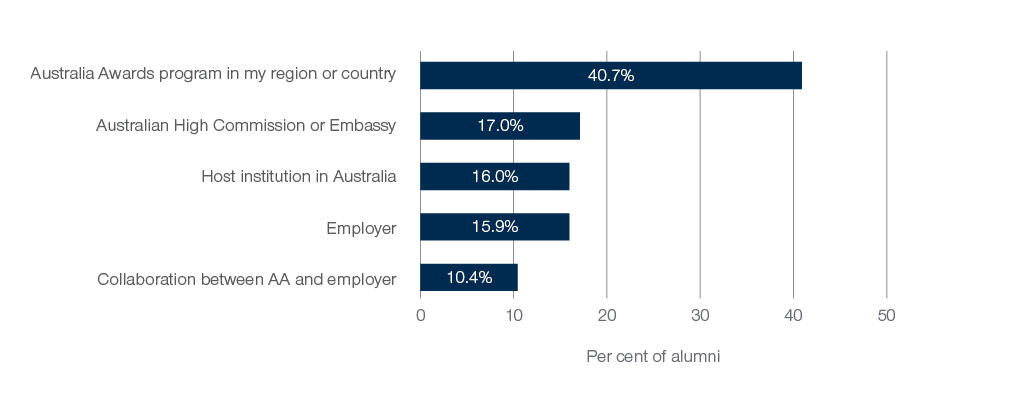 Australia Awards program in my region or country
40.7%
Australian High Commission or Embassy
17.0%
Host institution in Australia
16.0%
Employer
15.9%
Collaboration between AA and employer
10.4%
0 10 20 30 40 50
Per cent of alumni